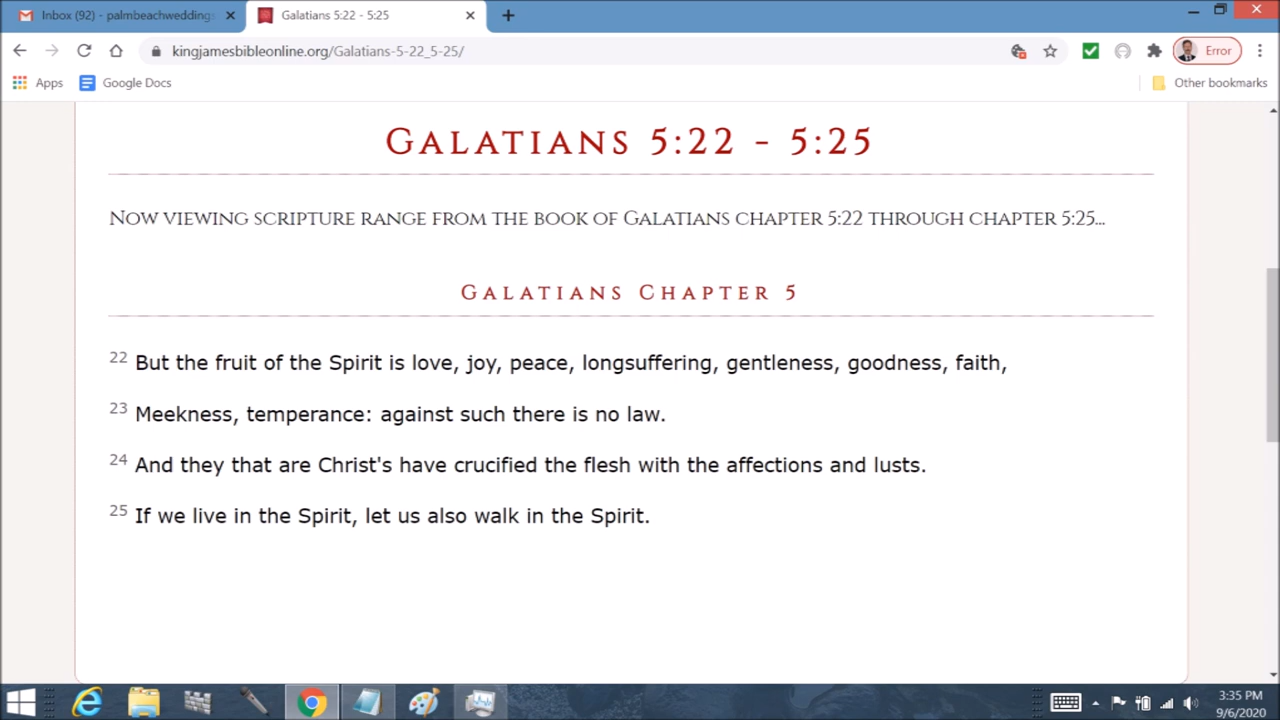 Inbox (92) - palmbeachwedding
Galatians 5:22 - 5:25
kingjamesbibleonline.org/Galatians-5-22_5-25/
Error
Apps
Google Docs
Other bookmarks
Galatians 5:22 - 5:25
Now viewing scripture range from the book of Galatians chapter 5:22 through chapter 5:25...
Galatians Chapter 5
22 But the fruit of the Spirit is love, joy, peace, longsuffering, gentleness, goodness, faith,
23 Meekness, temperance: against such there is no law.
24 And they that are Christ's have crucified the flesh with the affections and lusts.
25 If we live in the Spirit, let us also walk in the Spirit.
3:35 PM
9/6/2020